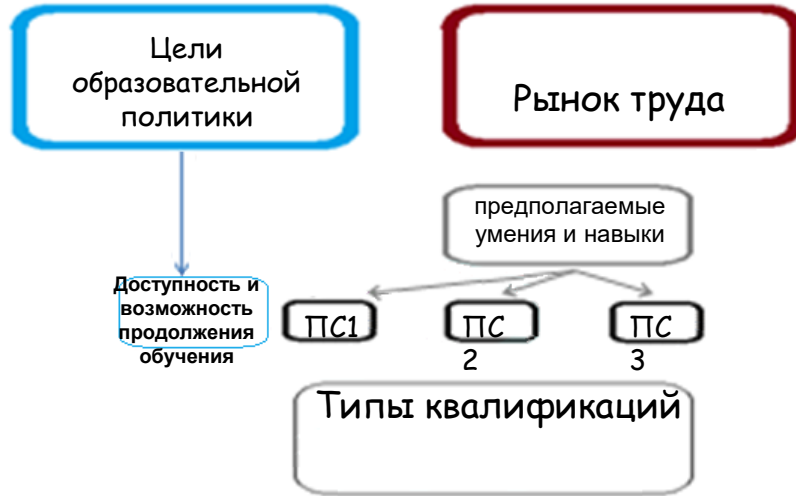 Цели
образовательной
политики
Рынок труда
предполагаемые
умения и навыки
Доступность и
возможность
продолжения
обучения
ПС1
ПС
2
ПС
3
Типы квалификаций